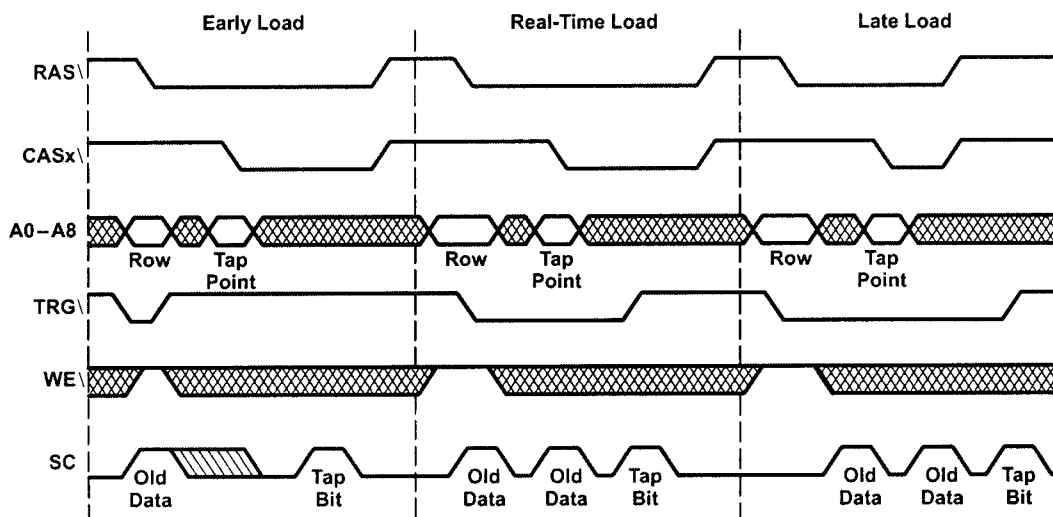 Early Load Real-Time Load Late Load
RAS\
CASx\
A0–A8
Row Tap Point Row Tap Point Row Tap Point
TRG\
WE\
SC
Old Data Tap Bit Old Data Old Data Tap Bit Old Data Old Data Tap Bit